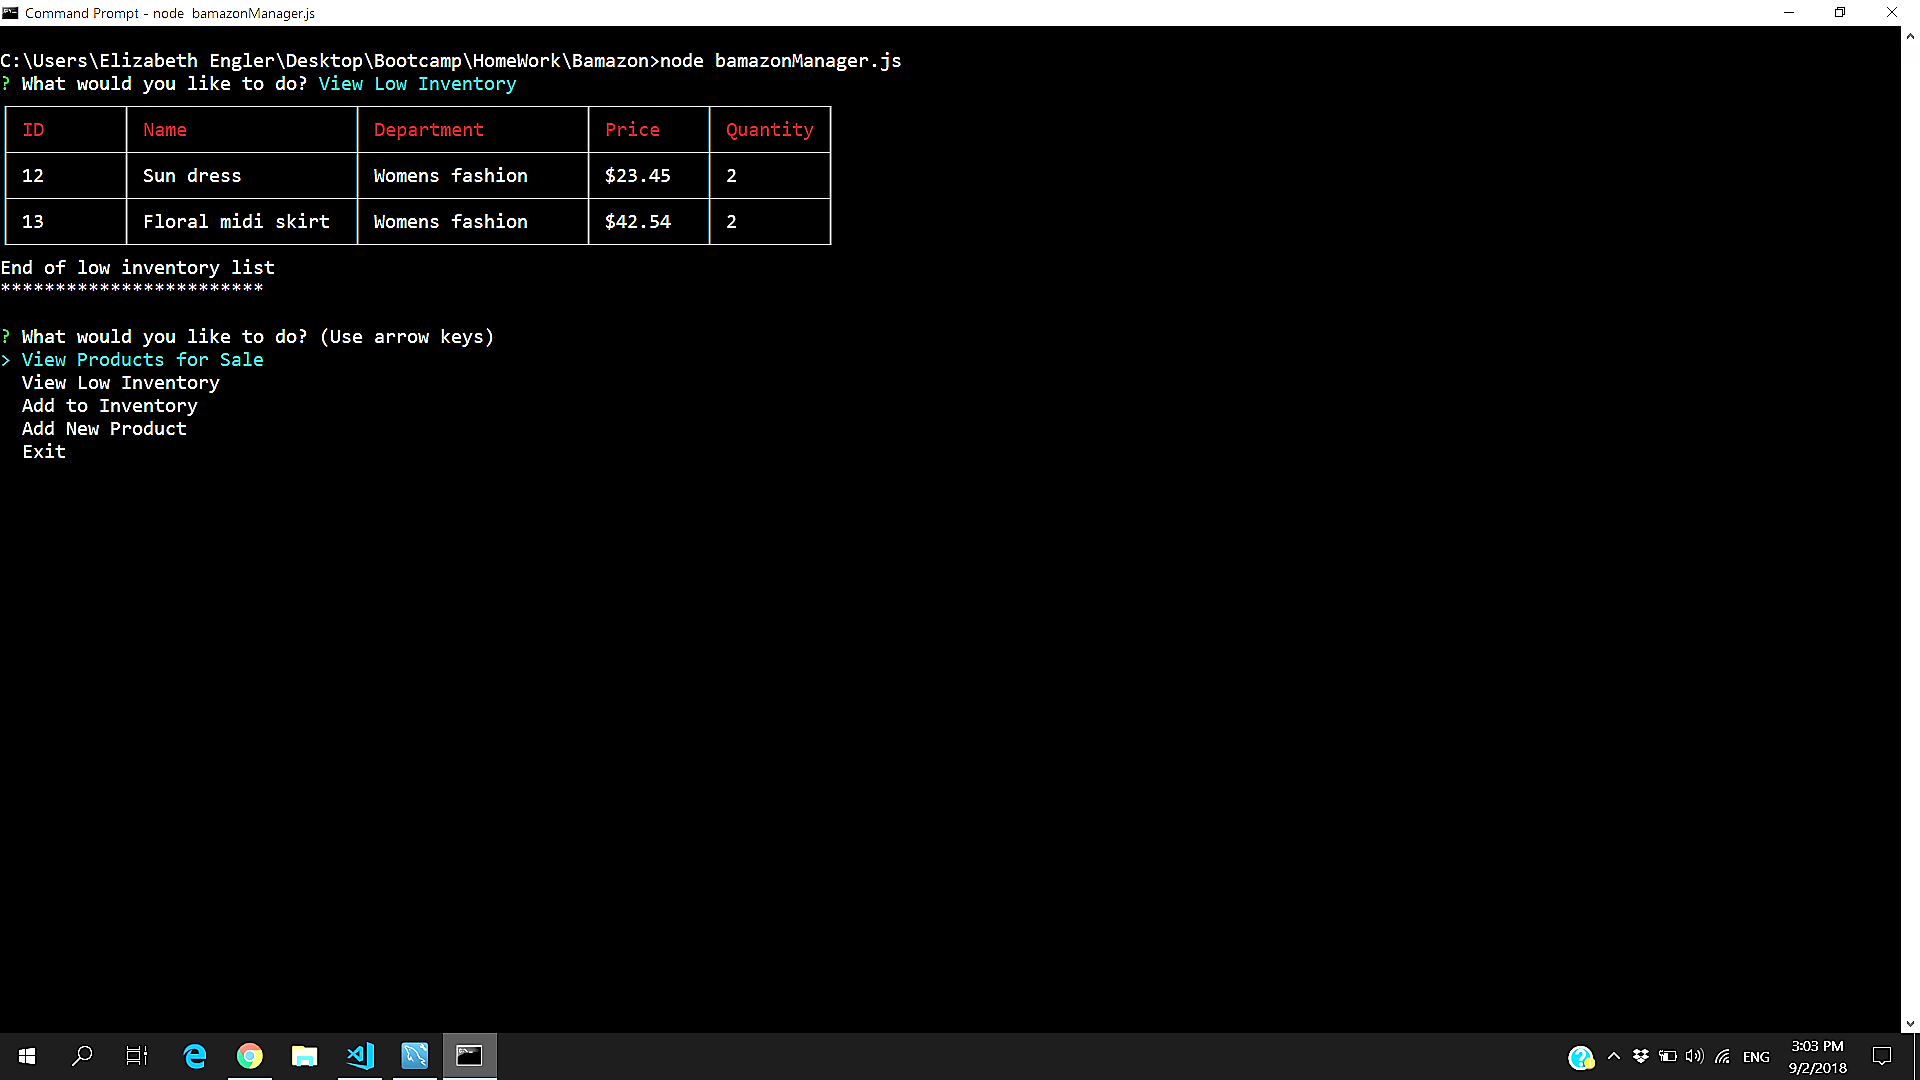 Command Prompt - node  bamazonManager.js
C:\Users\Elizabeth Engler\Desktop\Bootcamp\HomeWork\Bamazon>node bamazonManager.js
? What would you like to do? View Low Inventory
ID Name Department Price Quantity
12 Sun dress Womens fashion $23.45 2
13 Floral midi skirt Womens fashion $42.54 2
End of low inventory list
************************
? What would you like to do? (Use arrow keys)
> View Products for Sale
View Low Inventory
Add to Inventory
Add New Product
Exit
ENG
3:03 PM
9/2/2018